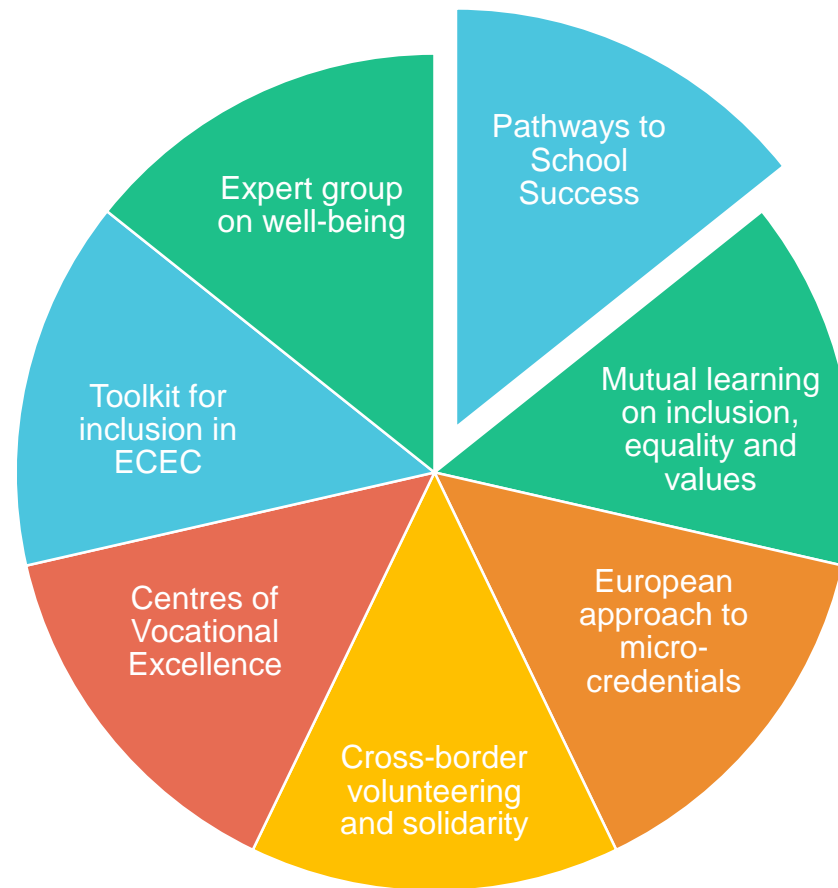 Pathways to
School
Success
Mutual learning
on inclusion,
equality and
values
European
approach to
micro-
credentials
Cross-border
volunteering
and solidarity
Centres of
Vocational
Excellence
Toolkit for
inclusion in
ECEC
Expert group
on well-being